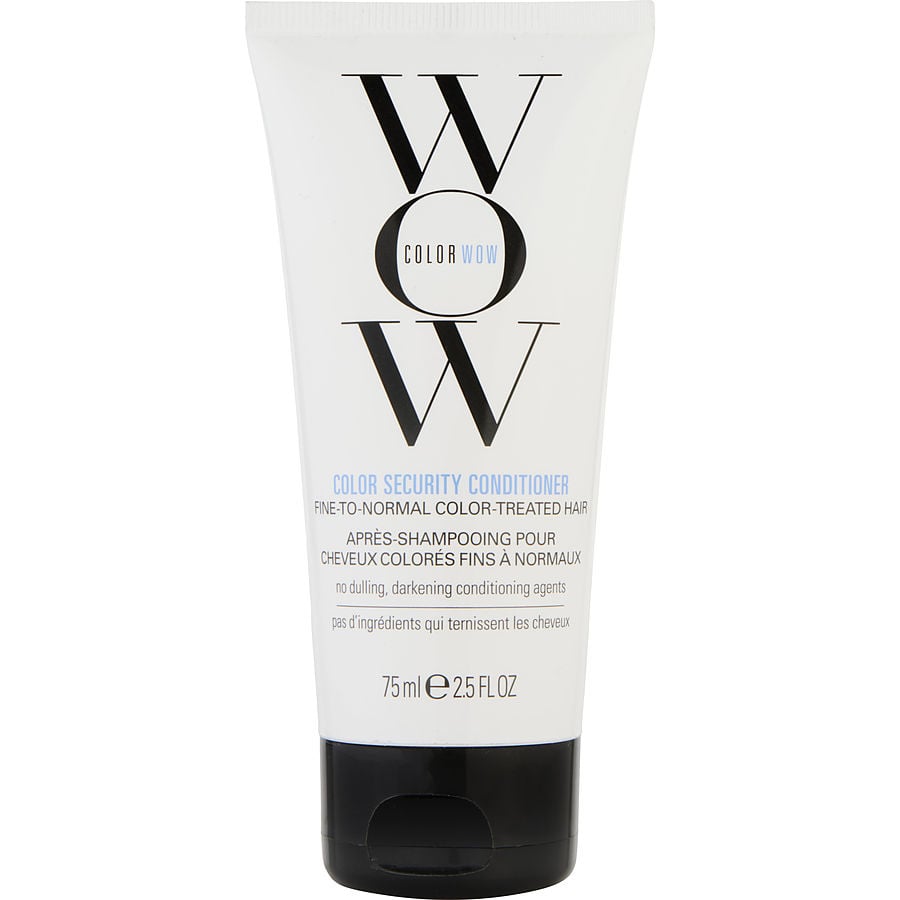 W
O
COLOR WOW
W
COLOR SECURITY CONDITIONER
FINE-TO-NORMAL COLOR-TREATED HAIR
APRÈS-SHAMPOOING POUR
CHEVEUX COLORÉS FINS À NORMAUX
no dulling, darkening conditioning agents
pas d'ingrédients qui ternissent les cheveux
75 ml e 2.5 FL OZ